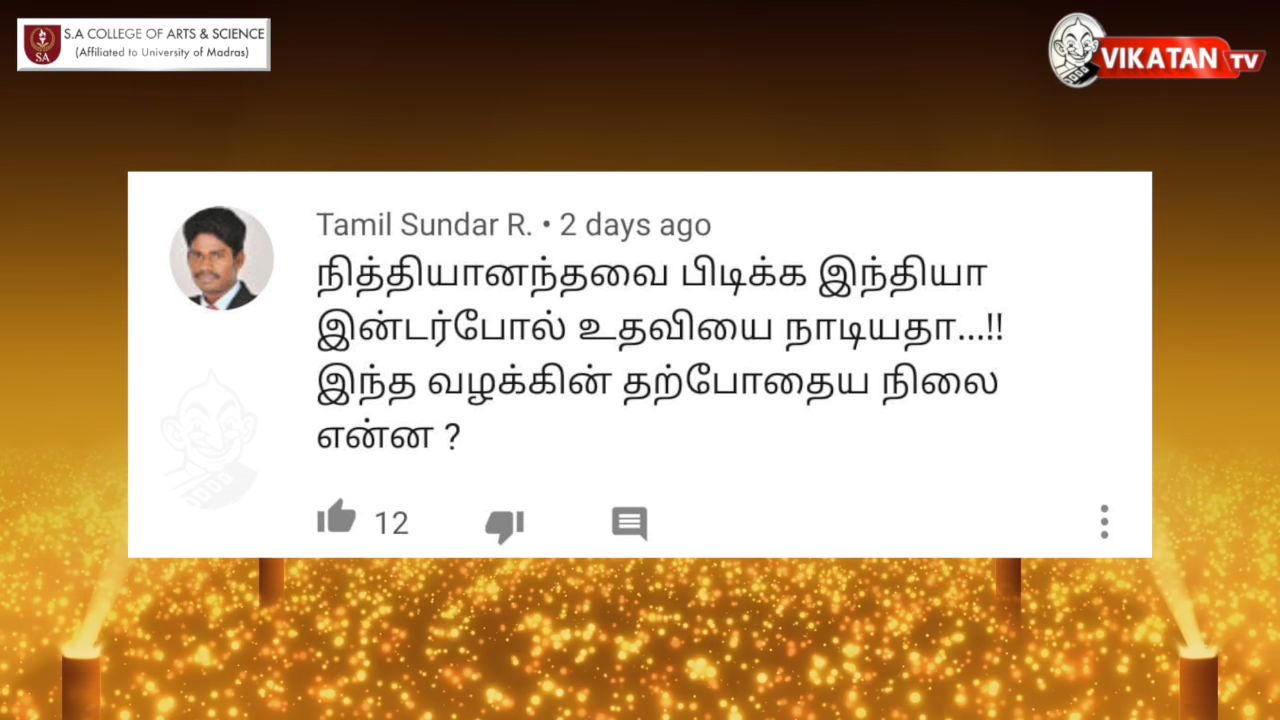 S.A COLLEGE OF ARTS & SCIENCE
(Affiliated to University of Madras)
SA
VIKATAN TV
Tamil Sundar R. • 2 days ago
நித்தியானந்தவை பிடிக்க இந்தியா
இன்டர்போல் உதவியை நாடியதா...!!
இந்த வழக்கின் தற்போதைய நிலை
என்ன ?
12